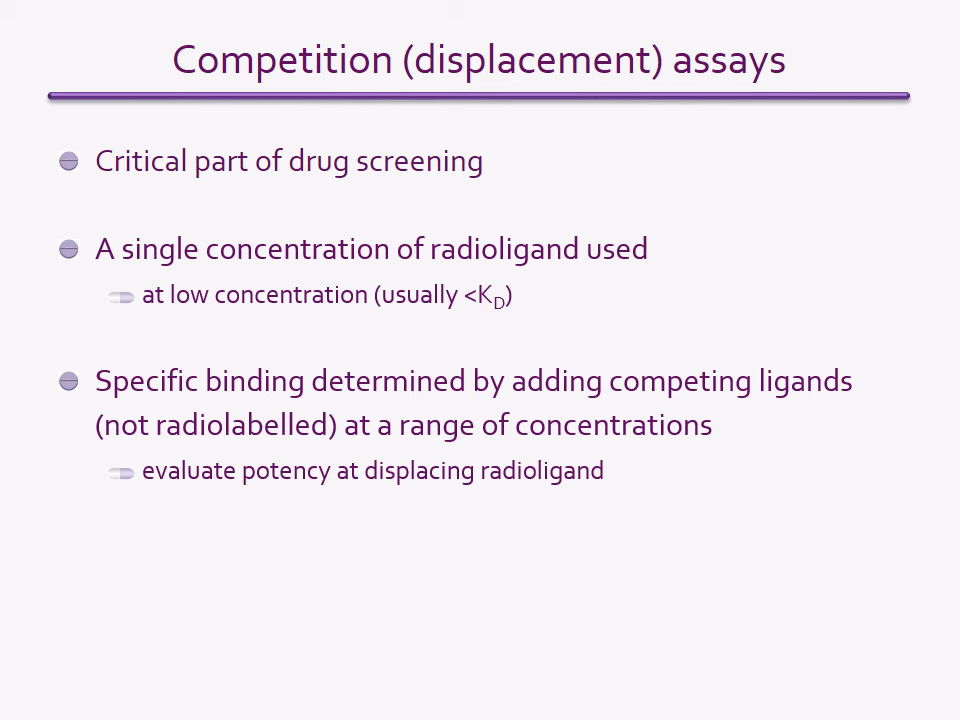 Competition (displacement) assays
Critical part of drug screening
A single concentration of radioligand used
at low concentration (usually <K_D)
Specific binding determined by adding competing ligands
(not radiolabelled) at a range of concentrations
evaluate potency at displacing radioligand